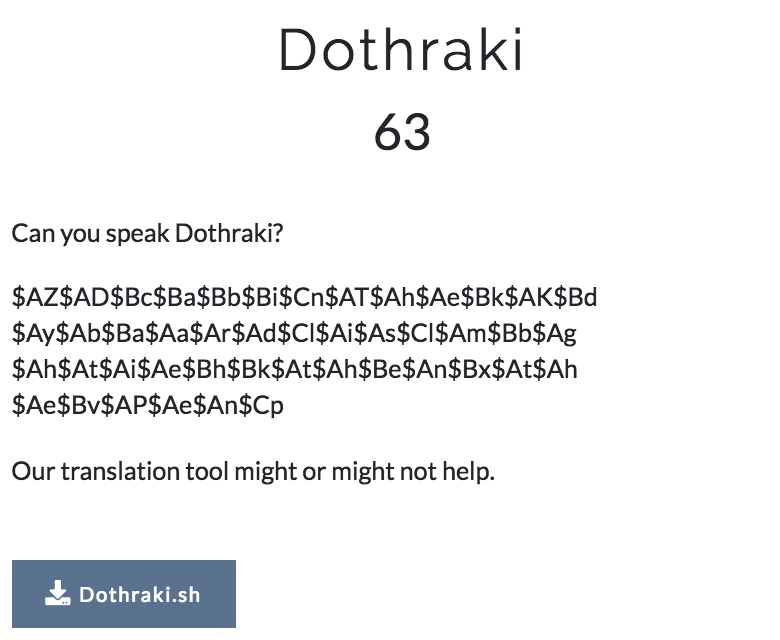 Dothraki
63
Can you speak Dothraki?
$AZ$AD$Bc$Ba$Bb$Bi$Cn$AT$Ah$Ae$Bk$AK$Bd
$Ay$Ab$Ba$Aa$Ar$Ad$Cl$Ai$As$Cl$Am$Bb$Ag
$Ah$At$Ai$Ae$Bh$Bk$At$Ah$Be$An$Bx$At$Ah
$Ae$Bv$AP$Ae$An$Cp
Our translation tool might or might not help.
Dothraki.sh